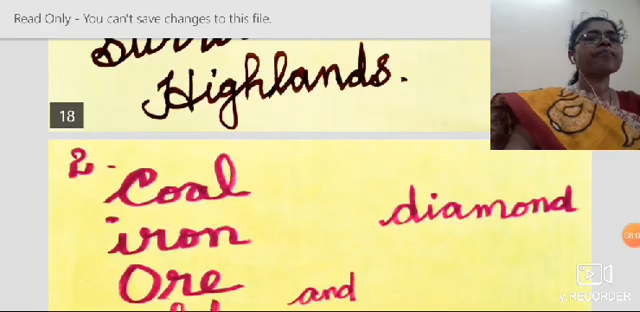 Read Only - You can't save changes to this file.
Highlands.
18
2 -
Coal
diamond
iron
Ore
and
V RECORDER